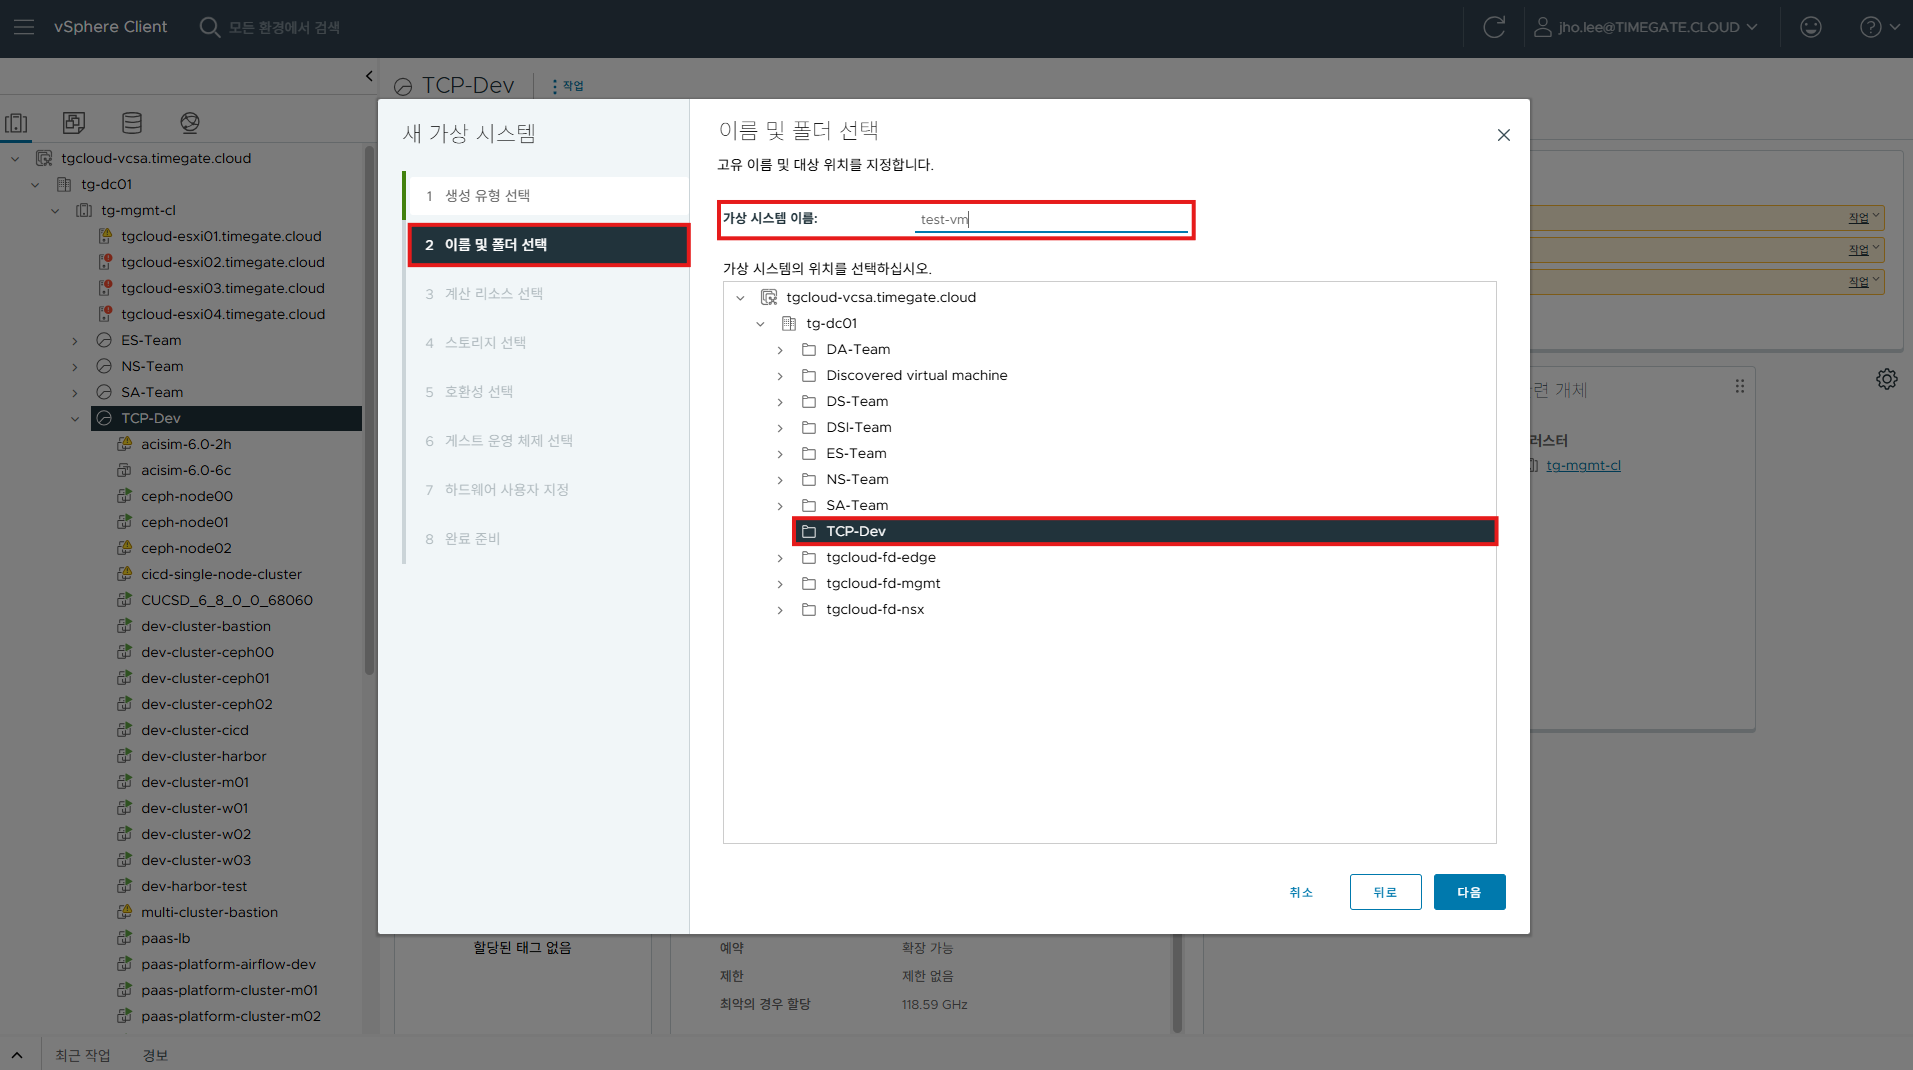 vSphere Client
모든 환경에서 검색
jho.lee@TIMEGATE.CLOUD
TCP-Dev
작업
tgcloud-vcsa.timegate.cloud
tg-dc01
tg-mgmt-cl
tgcloud-esxi01.timegate.cloud
tgcloud-esxi02.timegate.cloud
tgcloud-esxi03.timegate.cloud
tgcloud-esxi04.timegate.cloud
ES-Team
NS-Team
SA-Team
TCP-Dev
acisim-6.0-2h
acisim-6.0-6c
ceph-node00
ceph-node01
ceph-node02
cicd-single-node-cluster
CUCSD_6_8_0_0_68060
dev-cluster-bastion
dev-cluster-ceph00
dev-cluster-ceph01
dev-cluster-ceph02
dev-cluster-cicd
dev-cluster-harbor
dev-cluster-m01
dev-cluster-w01
dev-cluster-w02
dev-cluster-w03
dev-harbor-test
multi-cluster-bastion
paas-lb
paas-platform-airflow-dev
paas-platform-cluster-m01
paas-platform-cluster-m02
새 가상 시스템
1 생성 유형 선택
2 이름 및 폴더 선택
3 계산 리소스 선택
4 스토리지 선택
5 호환성 선택
6 게스트 운영 체제 선택
7 하드웨어 사용자 지정
8 완료 준비
이름 및 폴더 선택
고유 이름 및 대상 위치를 지정합니다.
가상 시스템 이름: test-vm
가상 시스템의 위치를 선택하십시오.
tgcloud-vcsa.timegate.cloud
tg-dc01
DA-Team
Discovered virtual machine
DS-Team
DSI-Team
ES-Team
NS-Team
SA-Team
TCP-Dev
tgcloud-fd-edge
tgcloud-fd-mgmt
tgcloud-fd-nsx
취소 뒤로 다음
작업
작업
작업
련 개체
러스터
tg-mgmt-cl
할당된 태그 없음
예약 확장 가능
제한 제한 없음
최악의 경우 할당 118.59 GHz
최근 작업 경보